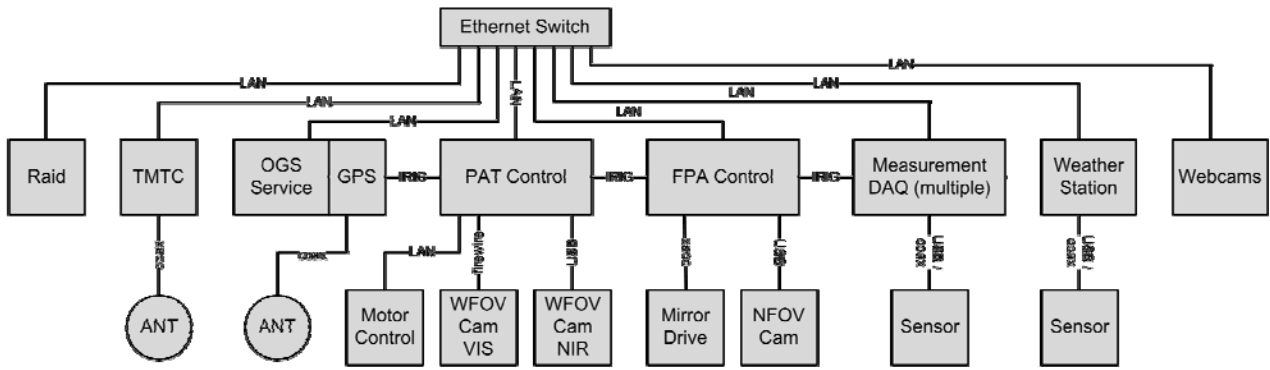 Ethernet Switch
LAN
LAN
LAN
LAN
LAN
LAN
LAN
LAN
Raid
TMTC
OGS
Service
GPS
IRIG
PAT Control
IRIG
FPA Control
IRIG
Measurement
DAQ (multiple)
Weather
Station
Webcams
coax
coax
LAN
firewire
USB
coax
USB
USB /
coax
USB /
coax
ANT
ANT
Motor
Control
WFOV
Cam
VIS
WFOV
Cam
NIR
Mirror
Drive
NFOV
Cam
Sensor
Sensor